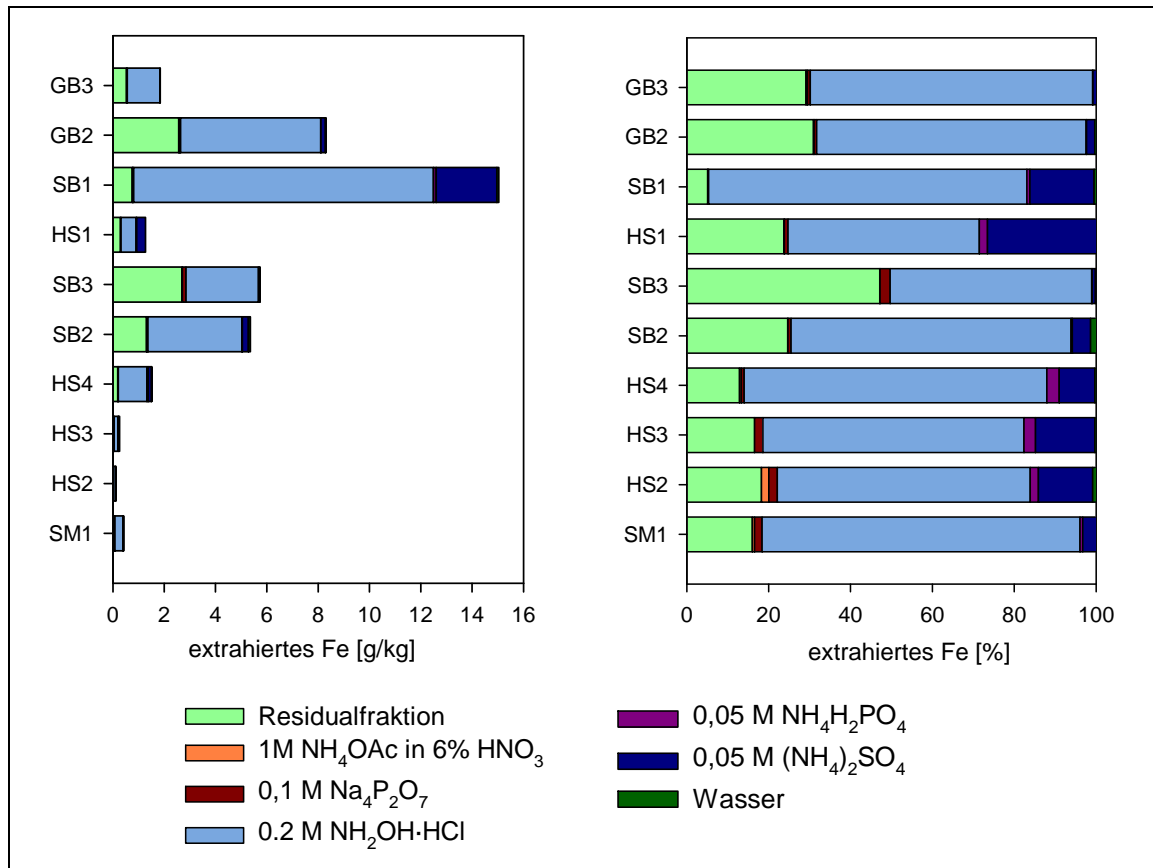 GB3
GB2
SB1
HS1
SB3
SB2
HS4
HS3
HS2
SM1
0 2 4 6 8 10 12 14 16
extrahiertes Fe [g/kg]
GB3
GB2
SB1
HS1
SB3
SB2
HS4
HS3
HS2
SM1
0 20 40 60 80 100
extrahiertes Fe [%]
Residualfraktion
1M NH₄OAc in 6% HNO₃
0,1 M Na₄P₂O₇
0.2 M NH₂OH·HCl
0,05 M NH₄H₂PO₄
0,05 M (NH₄)₂SO₄
Wasser